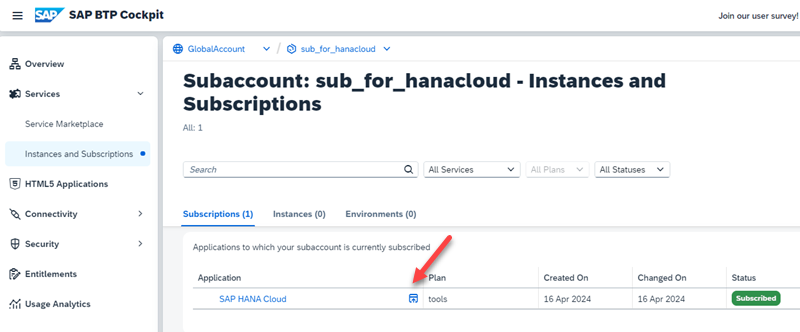 SAP
SAP BTP Cockpit
Join our user survey!
GlobalAccount / sub_for_hanacloud
Overview
Services
Service Marketplace
Instances and Subscriptions
HTML5 Applications
Connectivity
Security
Entitlements
Usage Analytics
Subaccount: sub_for_hanacloud - Instances and
Subscriptions
All: 1
Search All Services All Plans All Statuses
Subscriptions (1) Instances (0) Environments (0)
Applications to which your subaccount is currently subscribed
Application Plan Created On Changed On Status
SAP HANA Cloud tools 16 Apr 2024 16 Apr 2024 Subscribed